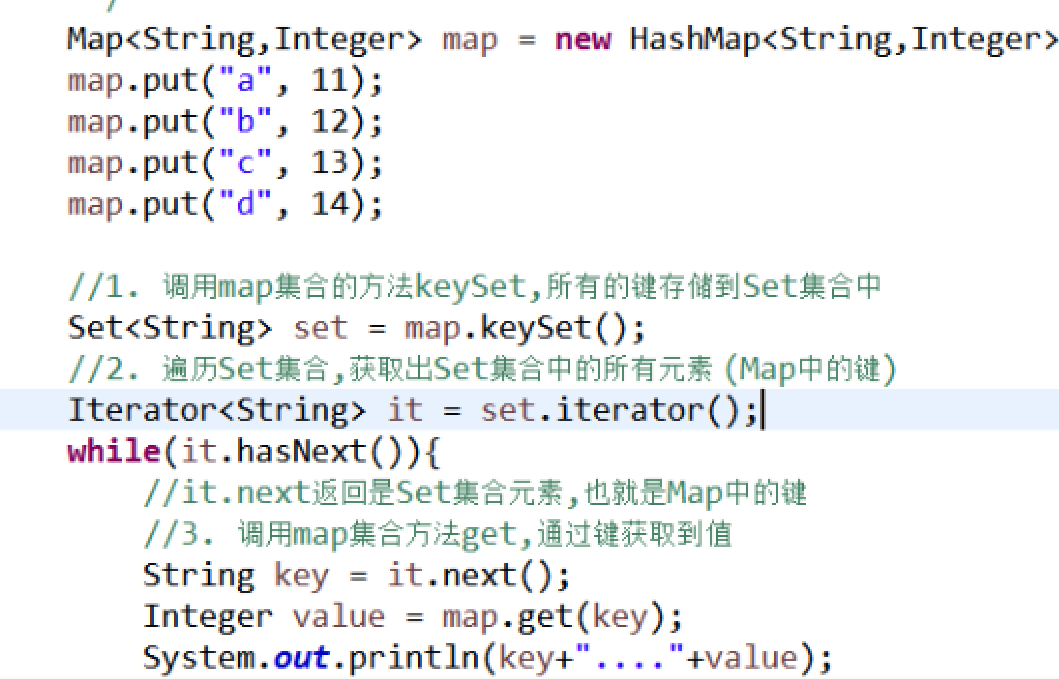 Map<String,Integer> map = new HashMap<String,Integer>
map.put("a", 11);
map.put("b", 12);
map.put("c", 13);
map.put("d", 14);
//1. 调用map集合的方法keySet,所有的键存储到Set集合中
Set<String> set = map.keySet();
//2. 遍历Set集合,获取出Set集合中的所有元素 (Map中的键)
Iterator<String> it = set.iterator();
while(it.hasNext()){
//it.next返回是Set集合元素,也就是Map中的键
//3. 调用map集合方法get,通过键获取到值
String key = it.next();
Integer value = map.get(key);
System.out.println(key+"...."+value);